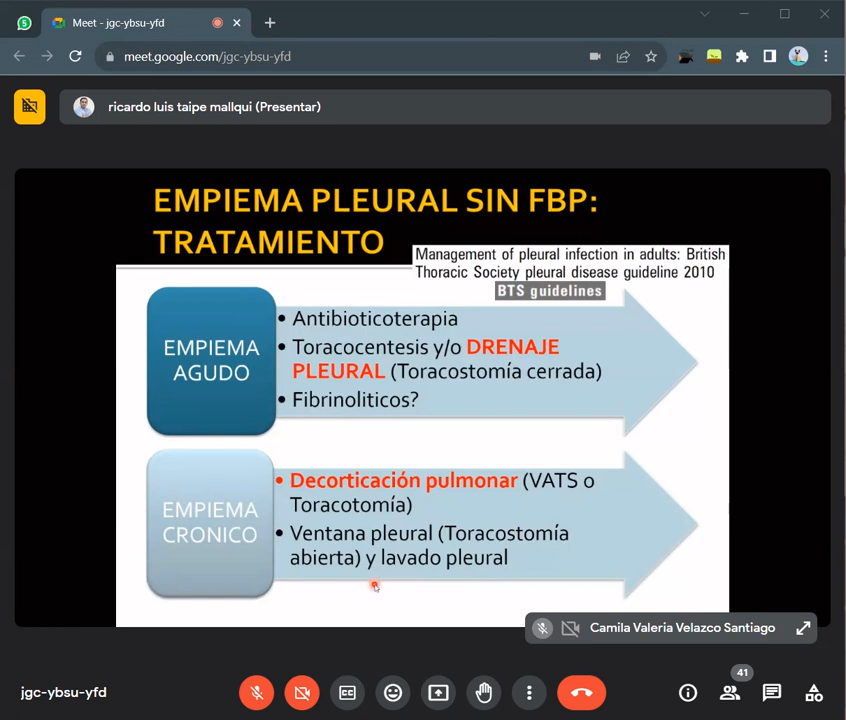 5
Meet - jgc-ybsu-yfd
meet.google.com/jgc-ybsu-yfd
ricardo luis taipe mallqui (Presentar)
EMPIEMA PLEURAL SIN FBP:
TRATAMIENTO
Management of pleural infection in adults: British
Thoracic Society pleural disease guideline 2010
BTS guidelines
EMPIEMA
AGUDO
• Antibioticoterapia
• Toracocentesis y/o DRENAJE
PLEURAL (Toracostomía cerrada)
• Fibrinoliticos?
EMPIEMA
CRONICO
• Decorticación pulmonar (VATS o
Toracotomía)
• Ventana pleural (Toracostomía
abierta) y lavado pleural
Camila Valeria Velazco Santiago
jgc-ybsu-yfd
CC
41